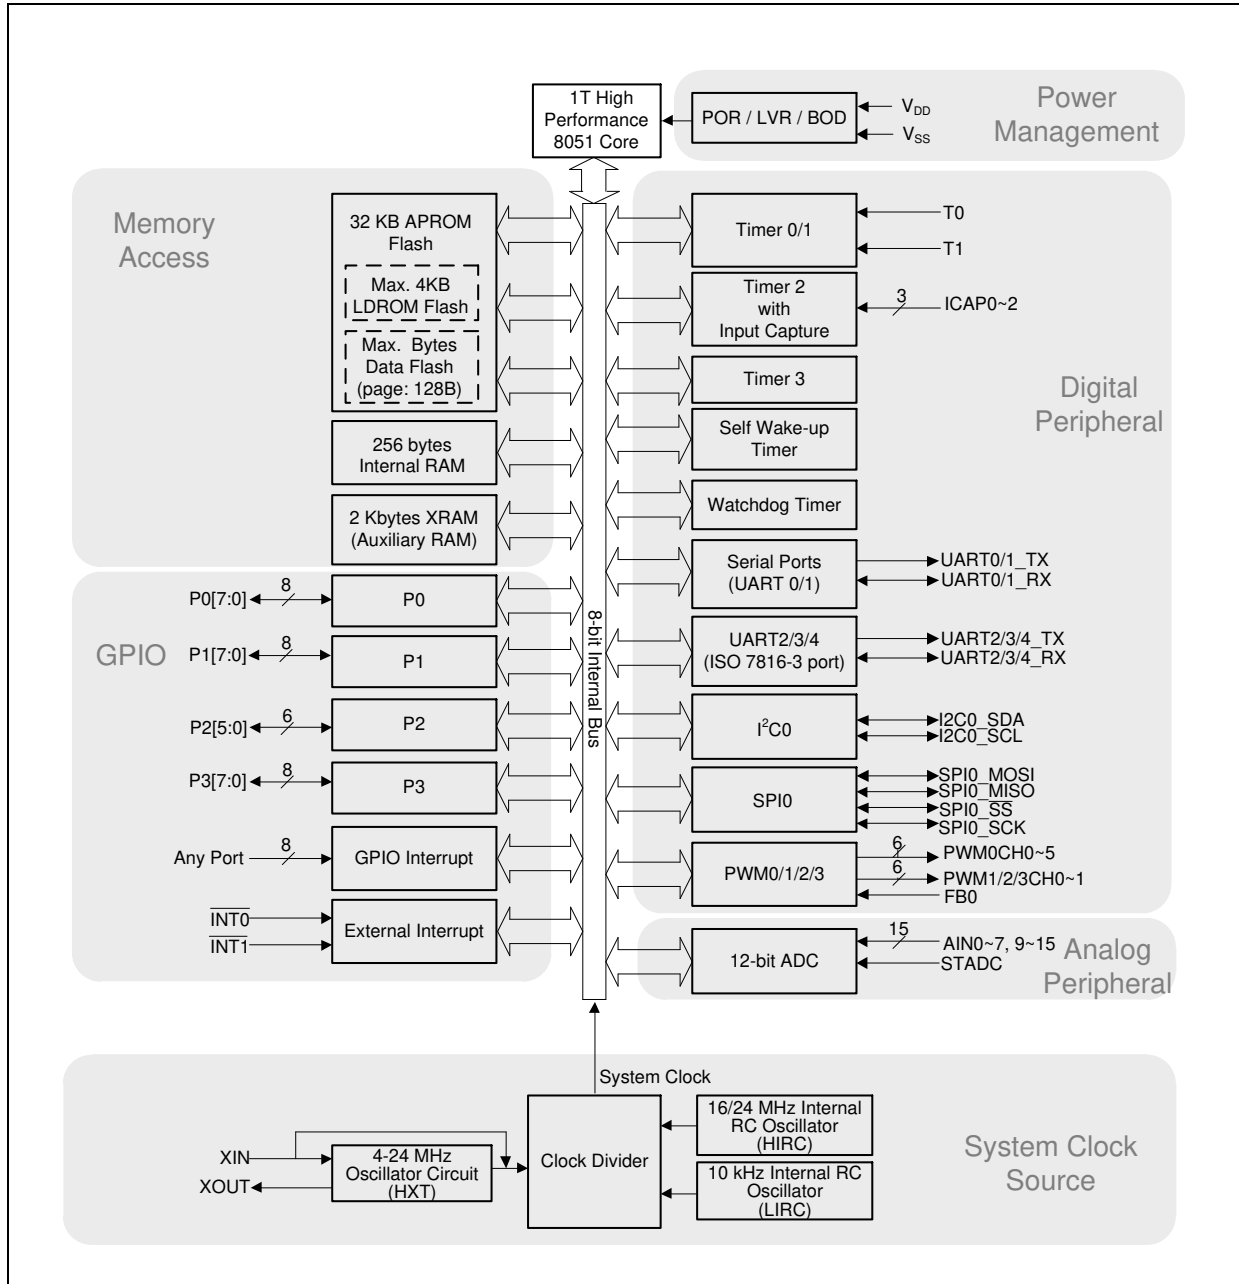 1T High
Performance
8051 Core
POR / LVR / BOD
VDD
VSS
Power
Management
Memory
Access
32 KB APROM
Flash
Max. 4KB
LDROM Flash
Max. Bytes
Data Flash
(page: 128B)
256 bytes
Internal RAM
2 Kbytes XRAM
(Auxiliary RAM)
GPIO
P0[7:0]
8
P0
P1[7:0]
8
P1
P2[5:0]
6
P2
P3[7:0]
8
P3
Any Port
8
GPIO Interrupt
INT0
INT1
External Interrupt
8-bit Internal Bus
Digital
Peripheral
Timer 0/1
T0
T1
Timer 2
with
Input Capture
3
ICAP0~2
Timer 3
Self Wake-up
Timer
Watchdog Timer
Serial Ports
(UART 0/1)
UART0/1_TX
UART0/1_RX
UART2/3/4
(ISO 7816-3 port)
UART2/3/4_TX
UART2/3/4_RX
I²C0
I2C0_SDA
I2C0_SCL
SPI0
SPI0_MOSI
SPI0_MISO
SPI0_SS
SPI0_SCK
PWM0/1/2/3
6
PWM0CH0~5
6
PWM1/2/3CH0~1
FB0
12-bit ADC
15
AIN0~7, 9~15
STADC
Analog
Peripheral
System Clock
XIN
XOUT
4-24 MHz
Oscillator Circuit
(HXT)
Clock Divider
16/24 MHz Internal
RC Oscillator
(HIRC)
10 kHz Internal RC
Oscillator
(LIRC)
System Clock
Source